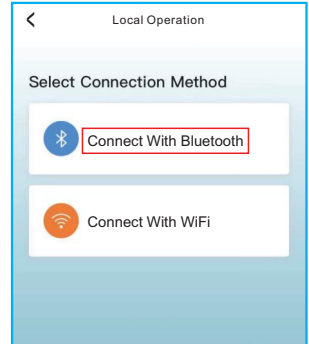 Local Operation
Select Connection Method
Connect With Bluetooth
Connect With WiFi